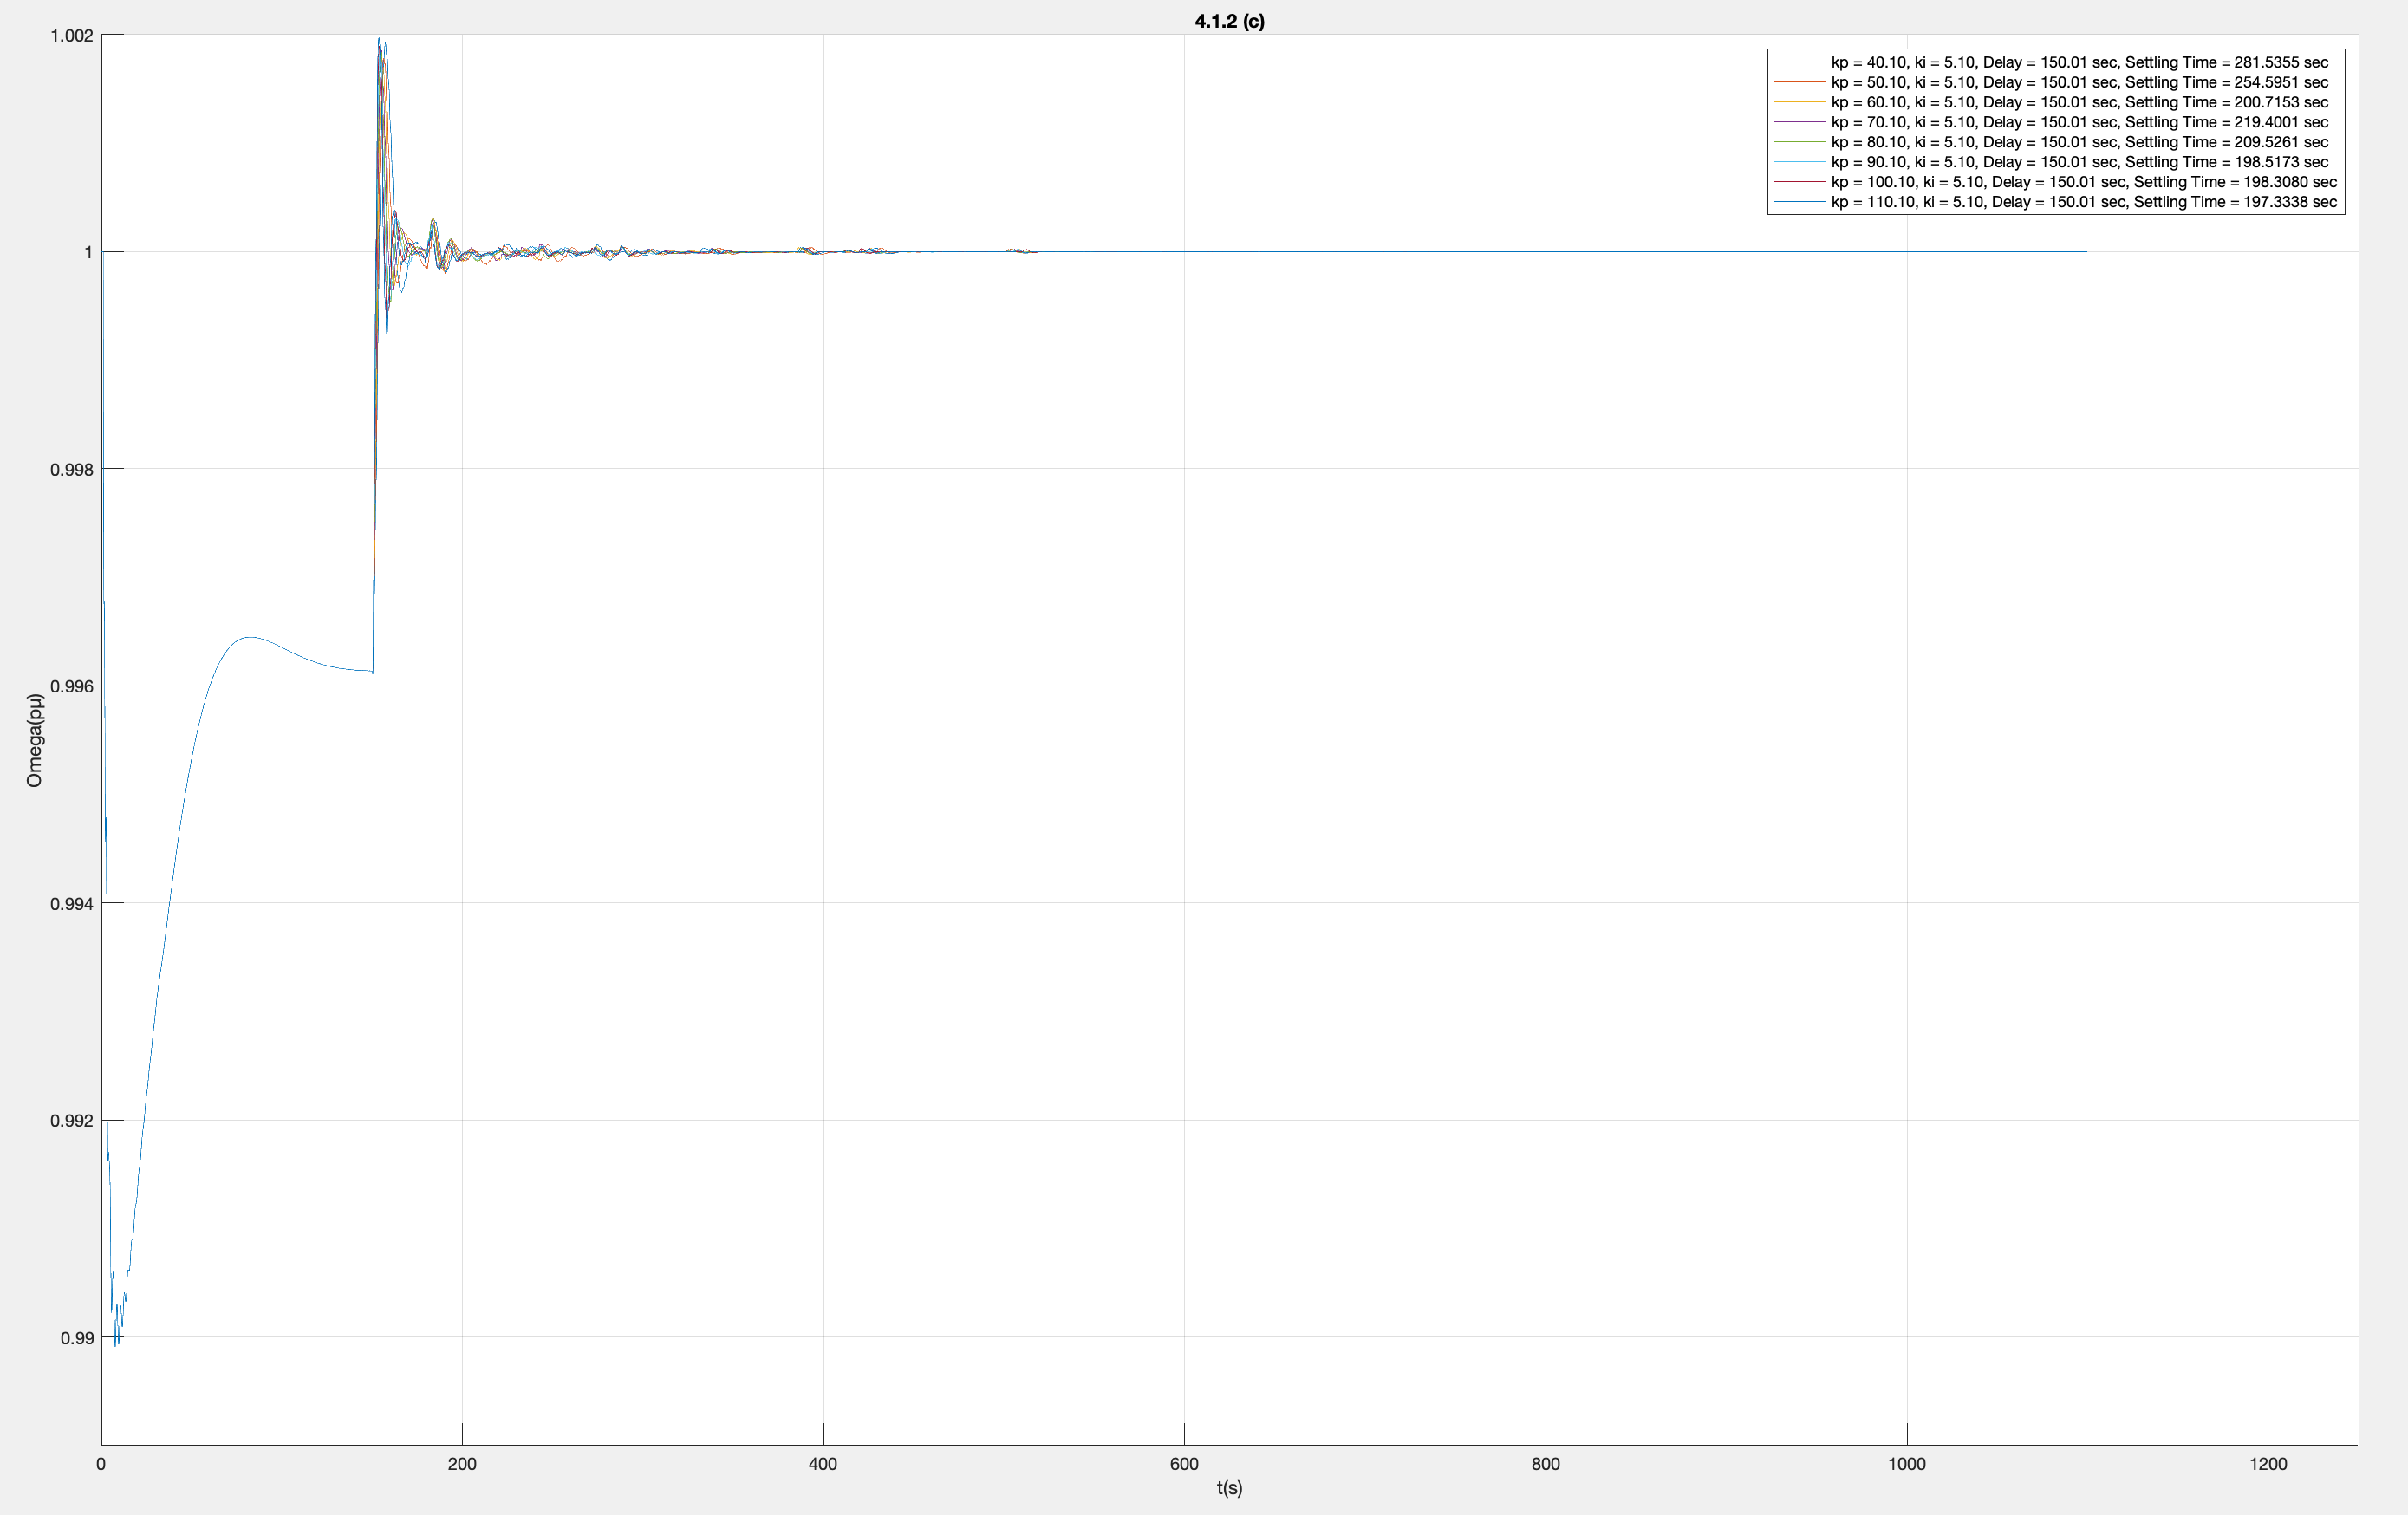 4.1.2 (c)
1.002
1
0.998
0.996
0.994
0.992
0.99
Omega(pμ)
kp = 40.10, ki = 5.10, Delay = 150.01 sec, Settling Time = 281.5355 sec
kp = 50.10, ki = 5.10, Delay = 150.01 sec, Settling Time = 254.5951 sec
kp = 60.10, ki = 5.10, Delay = 150.01 sec, Settling Time = 200.7153 sec
kp = 70.10, ki = 5.10, Delay = 150.01 sec, Settling Time = 219.4001 sec
kp = 80.10, ki = 5.10, Delay = 150.01 sec, Settling Time = 209.5261 sec
kp = 90.10, ki = 5.10, Delay = 150.01 sec, Settling Time = 198.5173 sec
kp = 100.10, ki = 5.10, Delay = 150.01 sec, Settling Time = 198.3080 sec
kp = 110.10, ki = 5.10, Delay = 150.01 sec, Settling Time = 197.3338 sec
0 200 400 600 800 1000 1200
t(s)